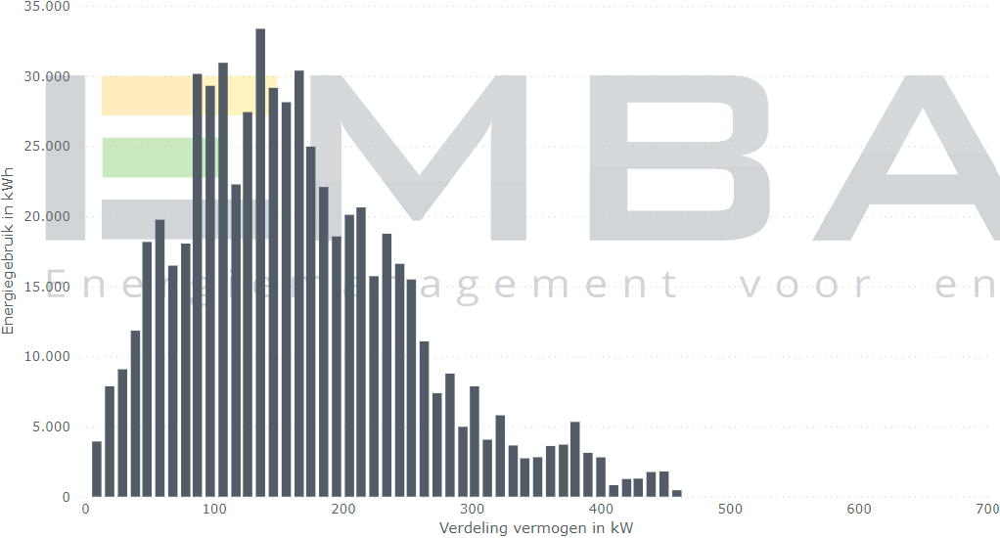 35.000
30.000
25.000
20.000
15.000
10.000
5.000
0
Energiegebruik in kWh
EMBA
Energiemanagement voor en
0 100 200 300 400 500 600 700
Verdeling vermogen in kW